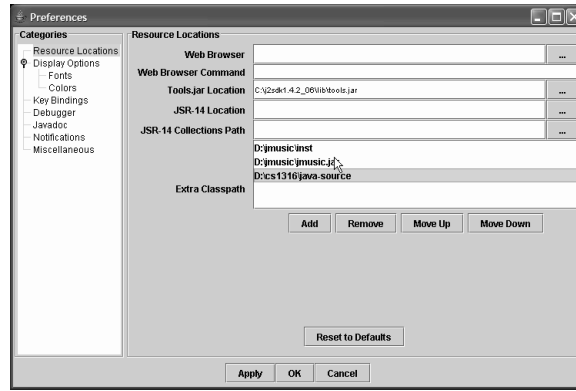 Preferences
Categories
Resource Locations
Display Options
Fonts
Colors
Key Bindings
Debugger
Javadoc
Notifications
Miscellaneous
Resource Locations
Web Browser ...
Web Browser Command
Tools.jar Location C:\j2sdk1.4.2_06\lib\tools.jar ...
JSR-14 Location ...
JSR-14 Collections Path ...
D:\jmusic\inst
D:\jmusic\jmusic.jar
D:\cs1316\java-source
Extra Classpath
Add Remove Move Up Move Down
Reset to Defaults
Apply OK Cancel